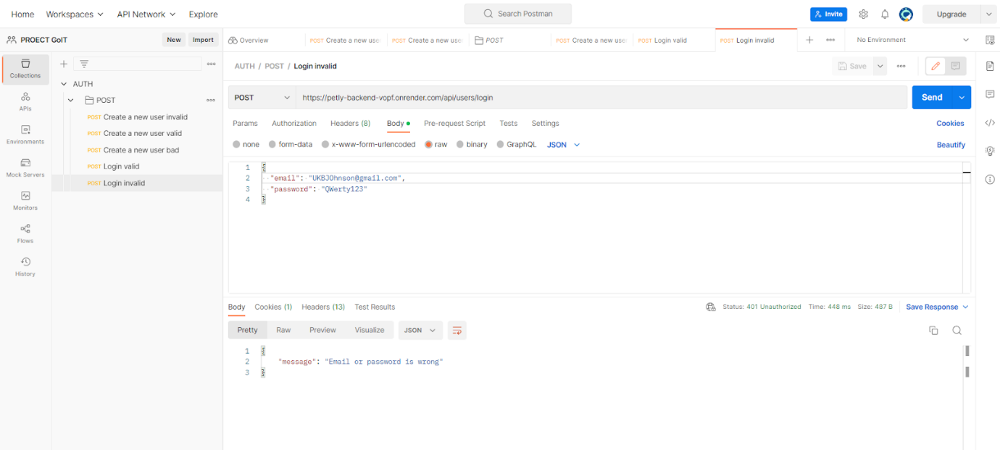 Home Workspaces API Network Explore Search Postman Invite Upgrade
PROECT GoIT New Import Overview POST Create a new use POST Create a new use POST POST Create a new use POST Login valid POST Login invalid No Environment
Collections
APIs
Environments
Mock Servers
Monitors
Flows
History
AUTH
POST
POST Create a new user invalid
POST Create a new user valid
POST Create a new user bad
POST Login valid
POST Login invalid
AUTH / POST / Login invalid Save
POST https://petly-backend-vopf.onrender.com/api/users/login Send
Params Authorization Headers (8) Body Pre-request Script Tests Settings Cookies
none form-data x-www-form-urlencoded raw binary GraphQL JSON Beautify
1 {
2 "email": "UKBJOhnson@gmail.com",
3 "password": "QWerty123"
4 }
Body Cookies (1) Headers (13) Test Results Status: 401 Unauthorized Time: 448 ms Size: 487 B Save Response
Pretty Raw Preview Visualize JSON
1 {
2 "message": "Email or password is wrong"
3 }